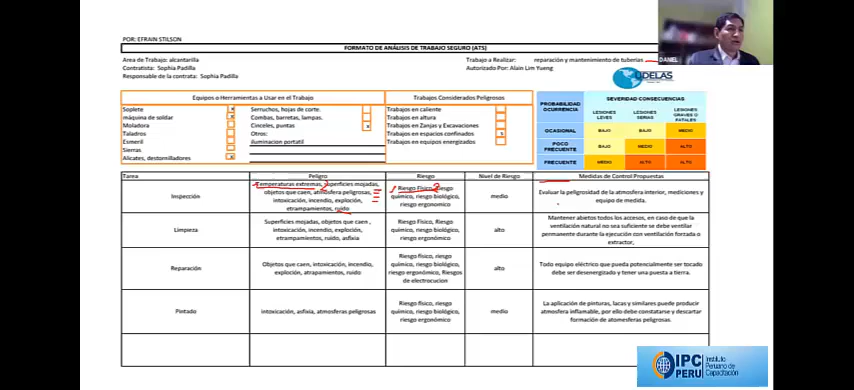 POR: EFRAIN STILSON
FORMATO DE ANÁLISIS DE TRABAJO SEGURO (ATS)
Area de Trabajo: alcantarilla
Trabajo a Realizar: reparación y mantenimiento de tuberías
DANIEL
Contratista: Sophia Padilla
Autorizado Por: Alain Lim Yueng
Responsable de la contrata: Sophia Padilla
UDELAS
Equipos o Herramientas a Usar en el Trabajo
Trabajos Considerados Peligrosos
PROBABILIDAD OCURRENCIA
SEVERIDAD CONSECUENCIAS
LESIONES LEVES
LESIONES SERIAS
LESIONES GRAVES O FATALES
OCASIONAL BAJO BAJO MEDIO
POCO FRECUENTE BAJO MEDIO ALTO
FRECUENTE MEDIO ALTO ALTO
Soplete x Serruchos, hojas de corte. Trabajos en caliente
máquina de soldar x Combas, barretas, lampas. Trabajos en altura
Moladora Cinceles, puntas x Trabajos en Zanjas y Excavaciones
Taladros Otros: Trabajos en espacios confinados x
Esmeril iluminacion portatil Trabajos en equipos energizados
Sierras
Alicates, destornilladores x
Tarea Peligro Riesgo Nivel de Riesgo Medidas de Control Propuestas
Inspección
Temperaturas extremas, superficies mojadas,
objetos que caen, atmósfera peligrosas,
intoxicación, incendio, exploción,
etrampamientos, ruido
Riesgo Físico, riesgo
químico, riesgo biológico,
riesgo ergonomico
medio
Evaluar la peligrosidad de la atmosfera interior, mediciones y
equipo de medida.
Limpieza
Superficies mojadas, objetos que caen ,
intoxicación, incendio, exploción,
etrampamientos, ruido, asfixia
Riesgo Físico, Riesgo
químico, riesgo biológico,
riesgo ergonómico
alto
Mantener abietos todos los accesos, en caso de que la
ventilación natural no sea suficiente se debe ventilar
permanente durante la ejecución con ventilación forzada o
extractor,
Reparación
Objetos que caen, intoxicación, incendio,
exploción, atrapamientos, ruido
Riesgo físico, riesgo
químico, riesgo biológico,
riesgo ergonómico, Riesgos
de electrocucion
alto
Todo equipo eléctrico que pueda potencialmente ser tocado
debe ser desenergizado y tener una puesta a tierra.
Pintado
intoxicación, asfixia, atmosferas peligrosas
Riesgo físico, riesgo
químico, riesgo biológico,
riesgo ergonómico
medio
La aplicación de pinturas, lacas y similares puede producir
atmosfera inflamable, por ello debe constatarse y descartar
formación de atomesferas peligrosas.
IPC PERU
Instituto
Peruano de
Capacitación